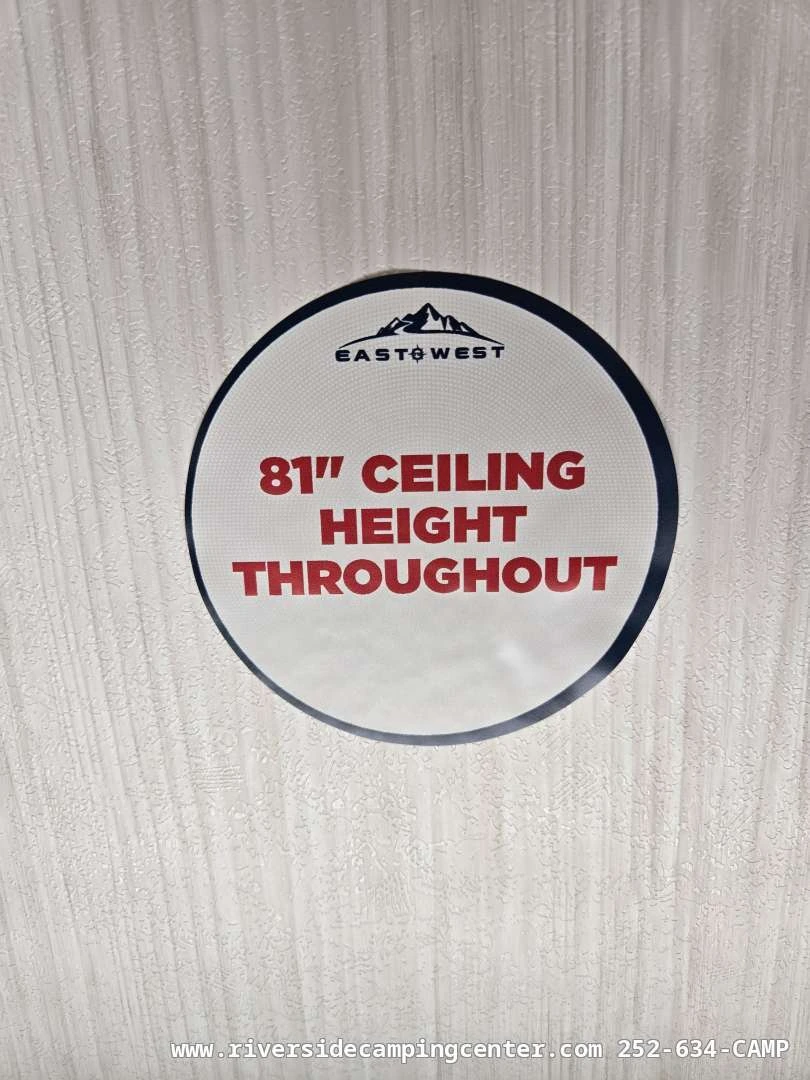 EAST WEST
81" CEILING
HEIGHT
THROUGHOUT
www.riversidecampingcenter.com 252-634-CAMP